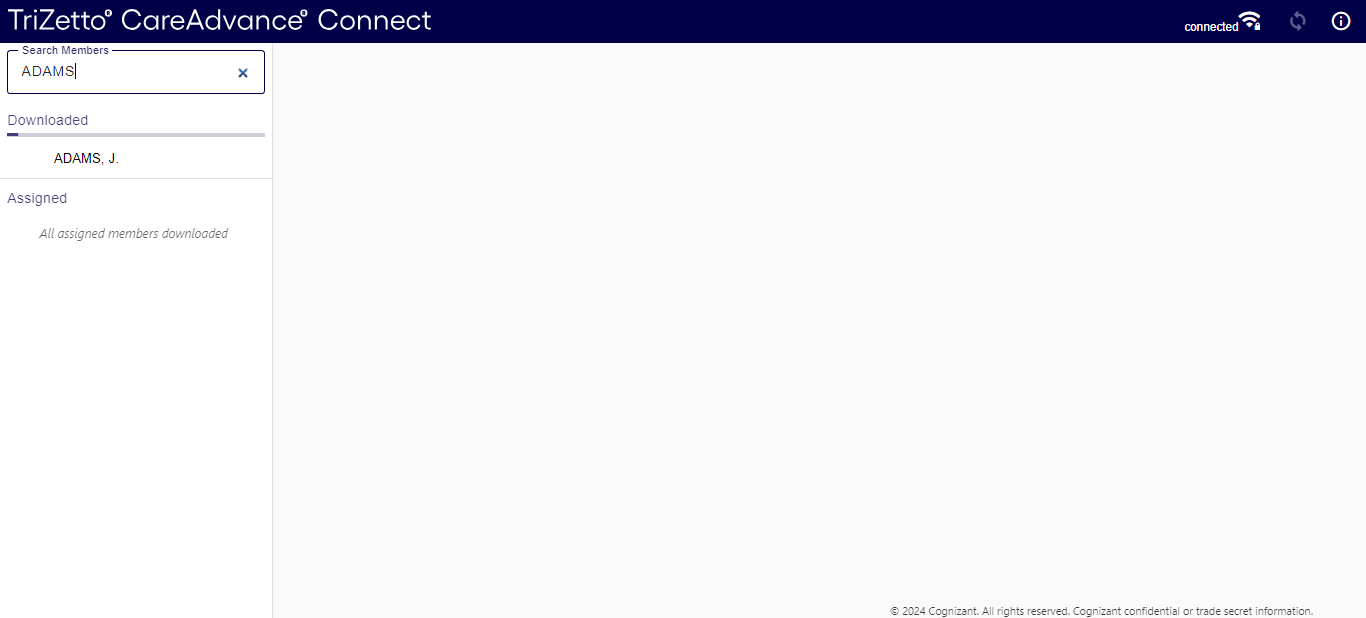 TriZetto® CareAdvance® Connect
connected
Search Members
ADAMS
Downloaded
ADAMS, J.
Assigned
All assigned members downloaded
© 2024 Cognizant. All rights reserved. Cognizant confidential or trade secret information.